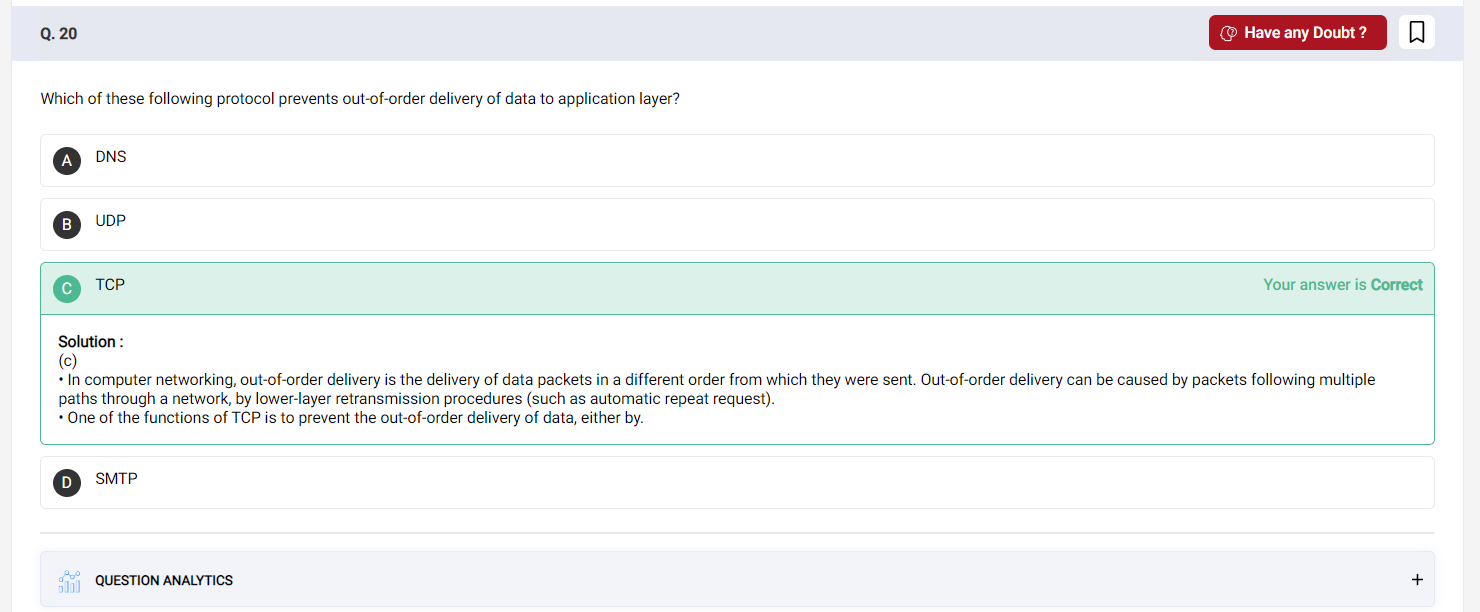 Q. 20
Have any Doubt ?
Which of these following protocol prevents out-of-order delivery of data to application layer?
A DNS
B UDP
C TCP
Your answer is Correct
Solution :
(c)
• In computer networking, out-of-order delivery is the delivery of data packets in a different order from which they were sent. Out-of-order delivery can be caused by packets following multiple
paths through a network, by lower-layer retransmission procedures (such as automatic repeat request).
• One of the functions of TCP is to prevent the out-of-order delivery of data, either by.
D SMTP
QUESTION ANALYTICS
+